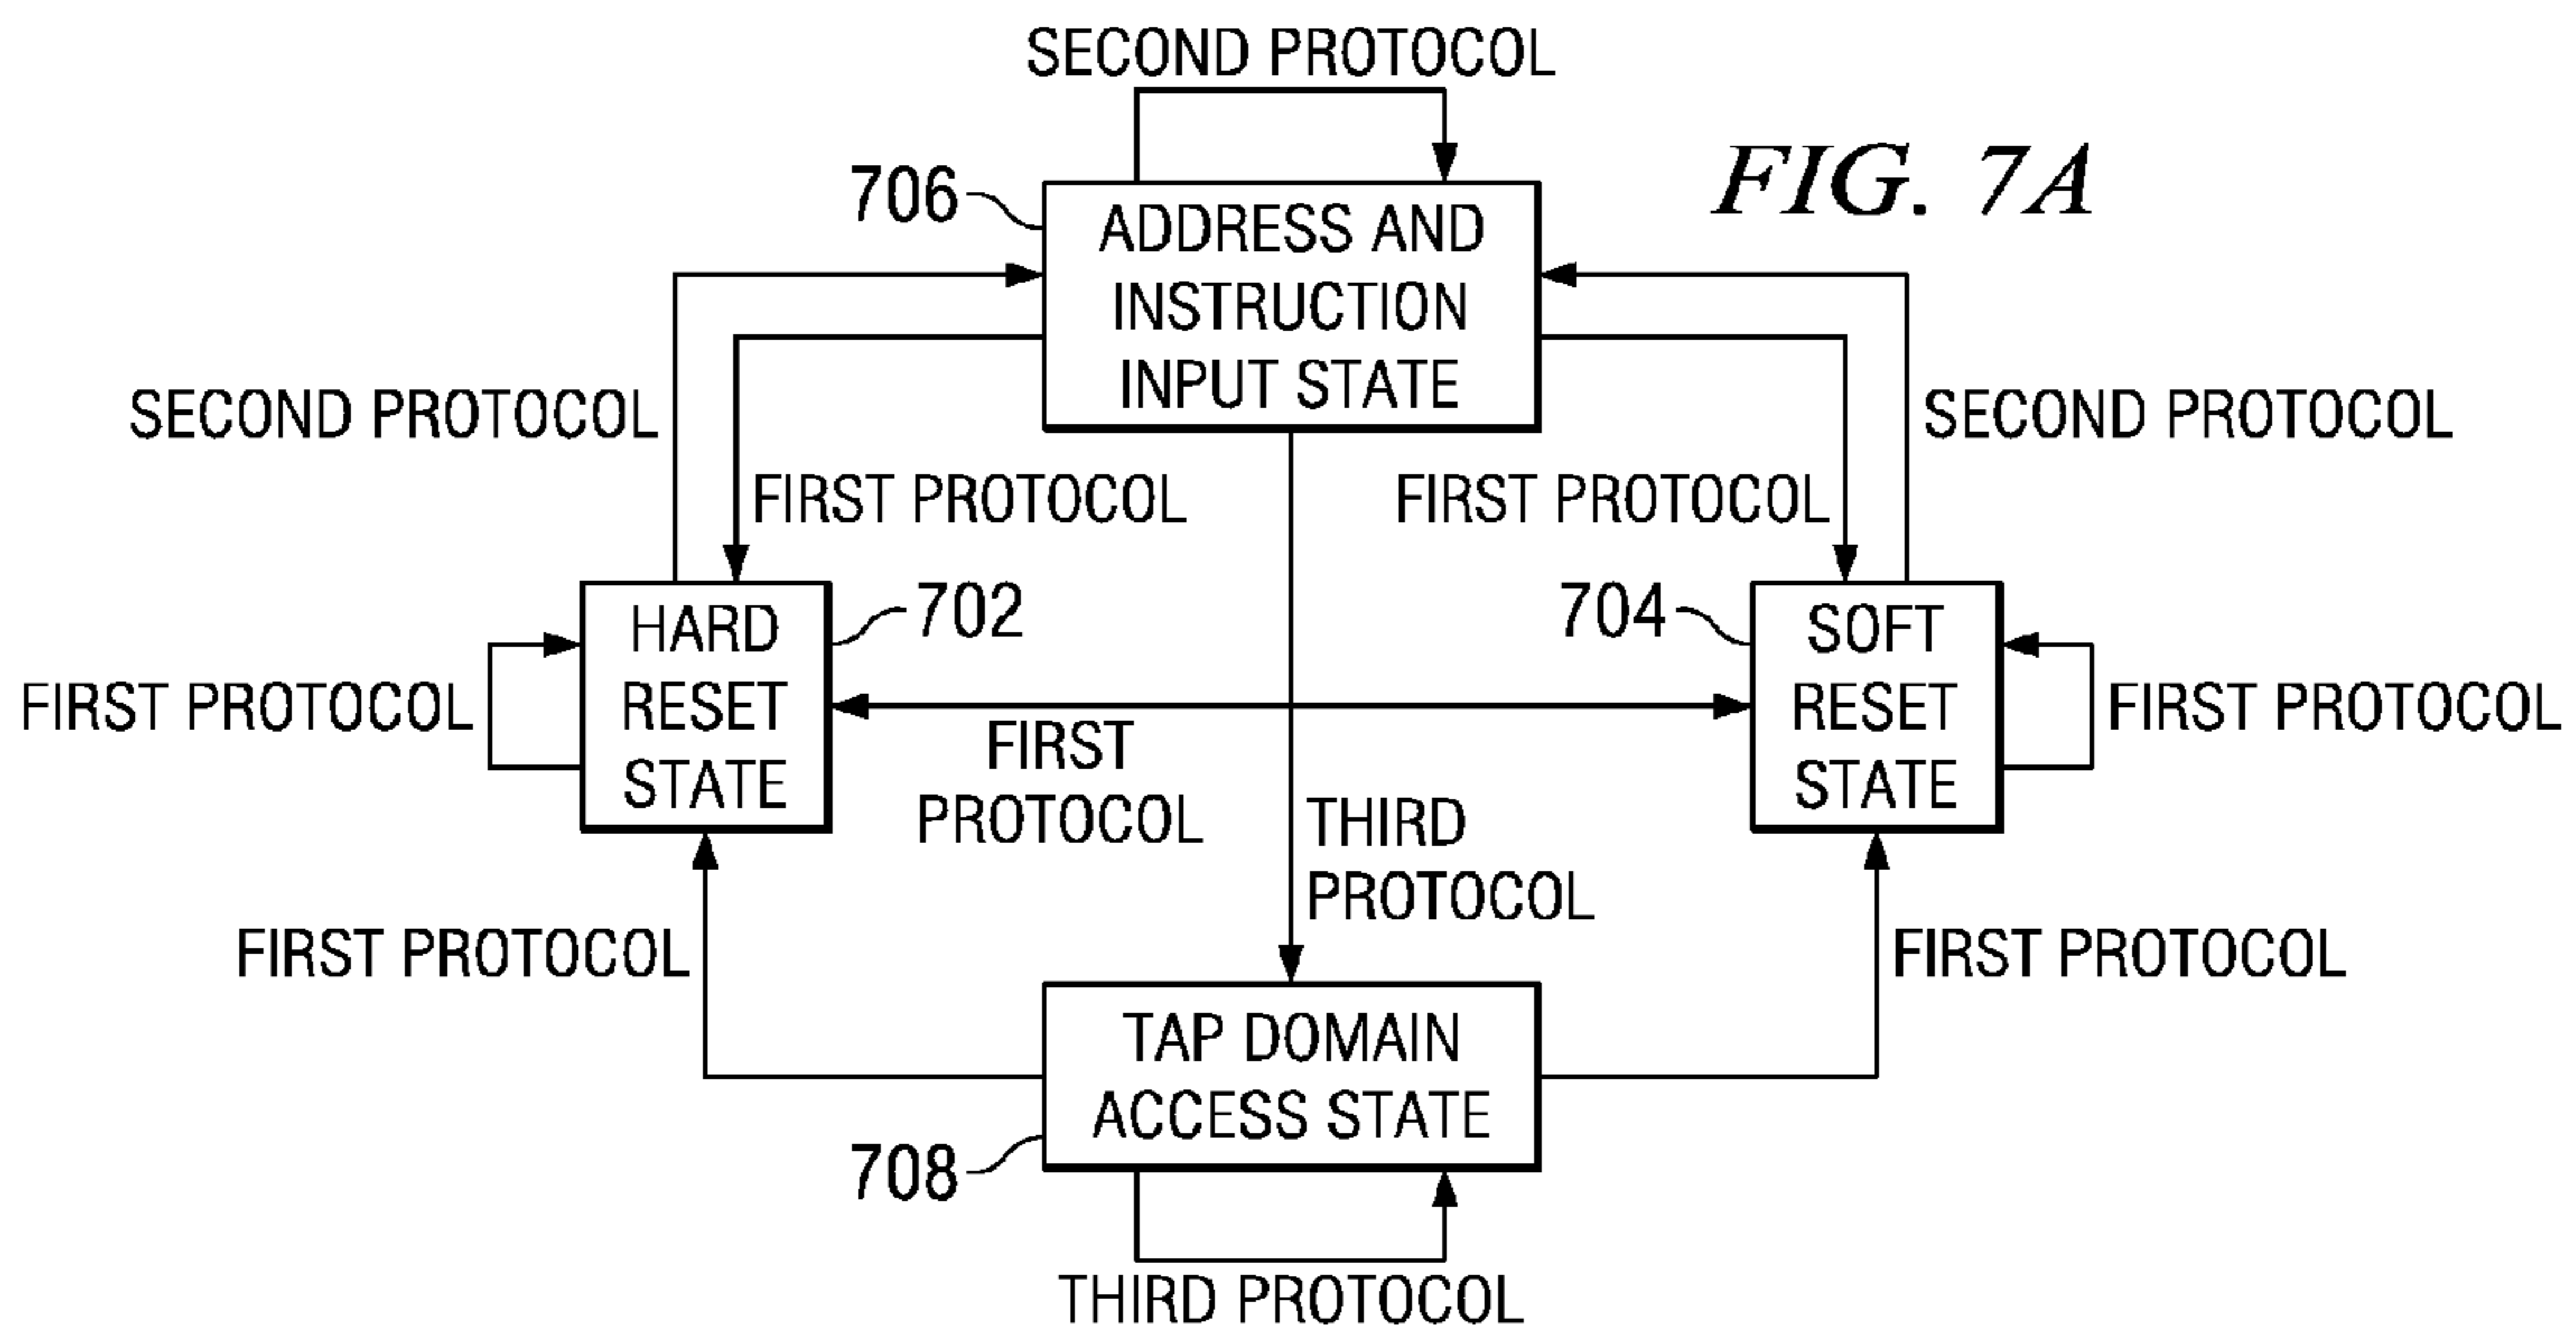 SECOND PROTOCOL
FIG. 7A
706
ADDRESS AND
INSTRUCTION
INPUT STATE
SECOND PROTOCOL
SECOND PROTOCOL
FIRST PROTOCOL
FIRST PROTOCOL
HARD
RESET
STATE
702
704
SOFT
RESET
STATE
FIRST PROTOCOL
FIRST PROTOCOL
FIRST
PROTOCOL
THIRD
PROTOCOL
FIRST PROTOCOL
FIRST PROTOCOL
TAP DOMAIN
ACCESS STATE
708
THIRD PROTOCOL